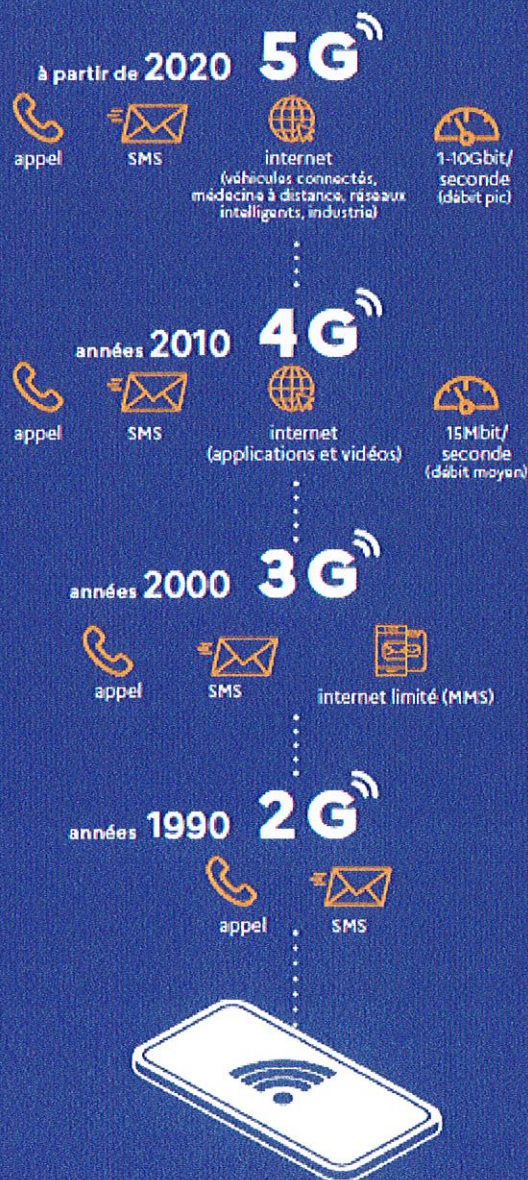 à partir de 2020 5G
appel
SMS
internet
(véhicules connectés,
médecine à distance, réseaux
intelligents, industrie)
1-10Gbit/
seconde
(débit pic)
années 2010 4G
appel
SMS
internet
(applications et vidéos)
15Mbit/
seconde
(débit moyen)
années 2000 3G
appel
SMS
internet limité (MMS)
années 1990 2G
appel
SMS